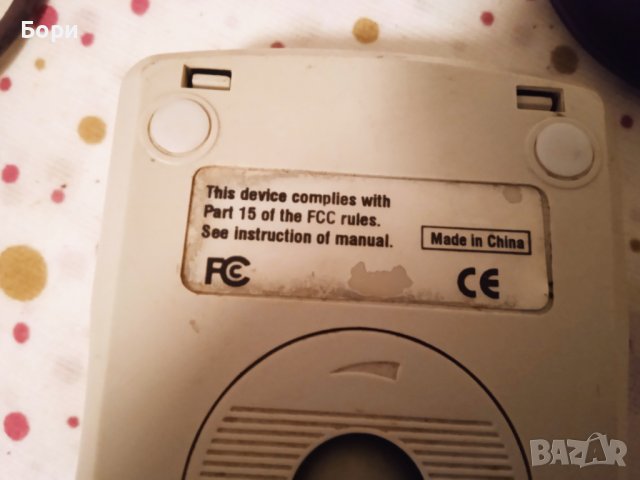 Бори
This device complies with
Part 15 of the FCC rules.
See instruction of manual.
Made in China
FC
CE
BAZAR